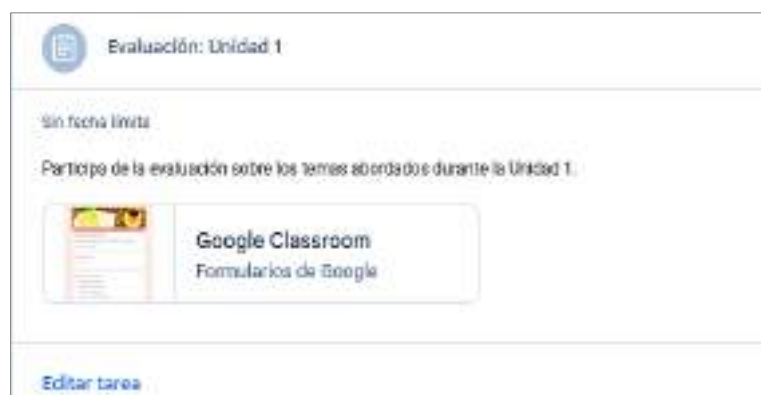 Evaluación: Unidad 1
Sin fecha límite
Participa de la evaluación sobre los temas abordados durante la Unidad 1.
Google Classroom
Formularios de Google
Editar tarea